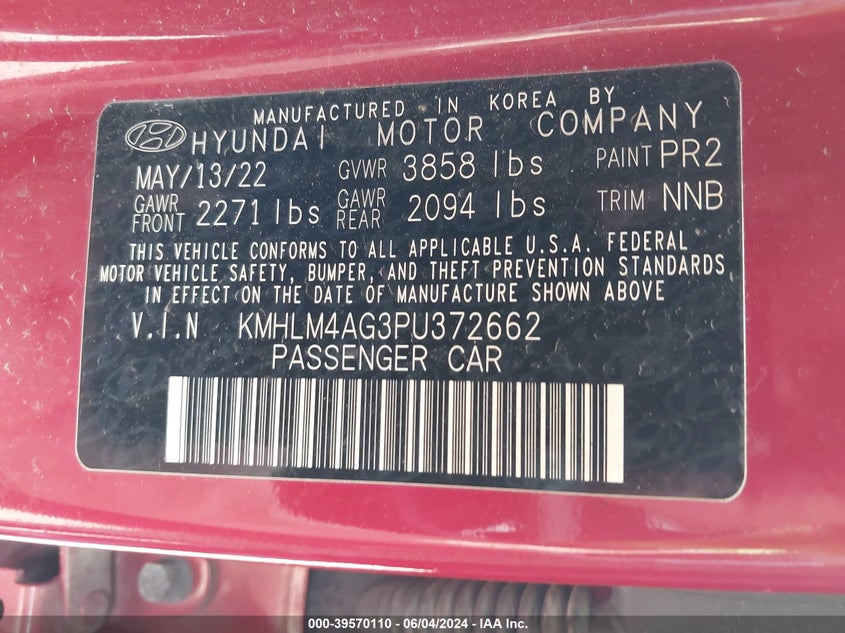 MANUFACTURED IN KOREA BY
HYUNDAI MOTOR COMPANY
MAY/13/22 GVWR 3858 lbs PAINT PR2
GAWR FRONT 2271 lbs GAWR REAR 2094 lbs TRIM NNB
THIS VEHICLE CONFORMS TO ALL APPLICABLE U.S.A. FEDERAL
MOTOR VEHICLE SAFETY, BUMPER, AND THEFT PREVENTION STANDARDS
IN EFFECT ON THE DATE OF MANUFACTURE SHOWN ABOVE
V.I.N KMHLM4AG3PU372662
PASSENGER CAR
000-39570110 | 06/04/2024 | IAA Inc.